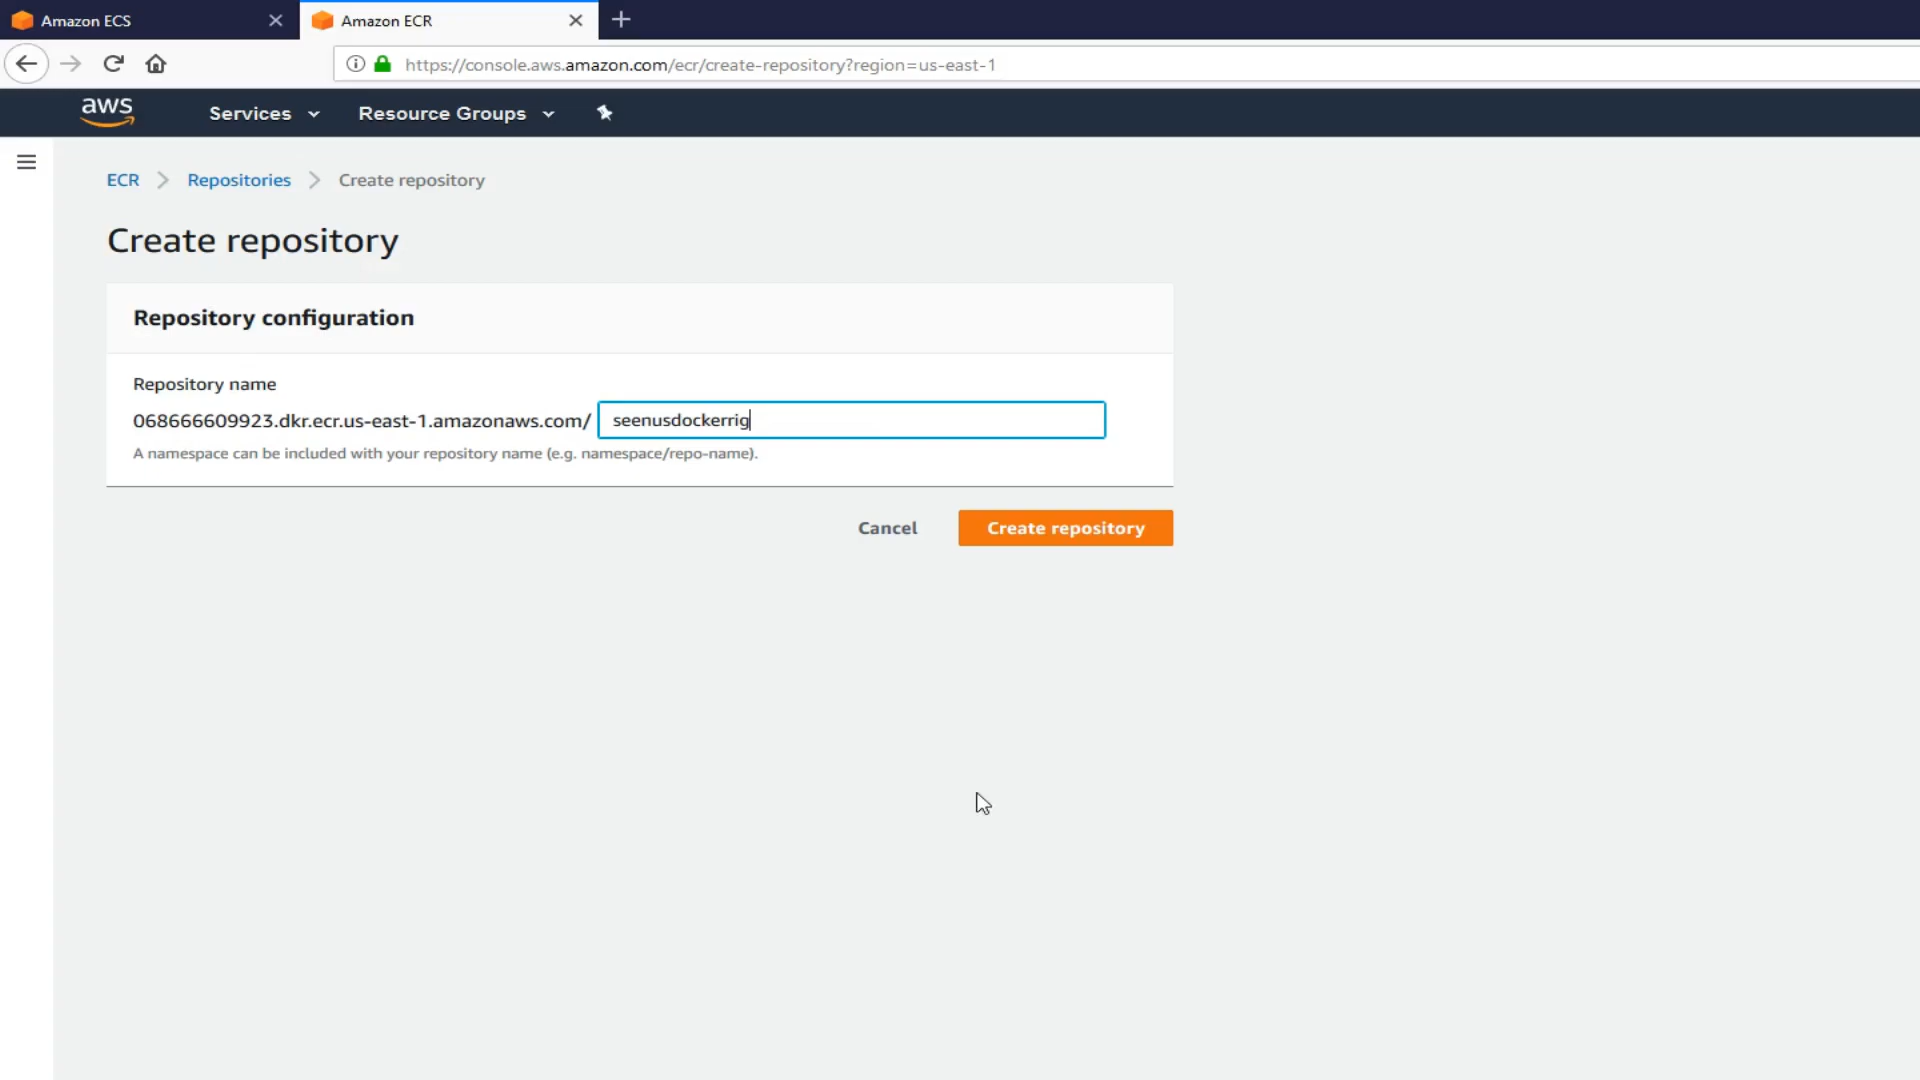 Amazon ECS
Amazon ECR
https://console.aws.amazon.com/ecr/create-repository?region=us-east-1
aws
Services
Resource Groups
ECR
Repositories
Create repository
Create repository
Repository configuration
Repository name
068666609923.dkr.ecr.us-east-1.amazonaws.com/ seenusdockerrig
A namespace can be included with your repository name (e.g. namespace/repo-name).
Cancel
Create repository